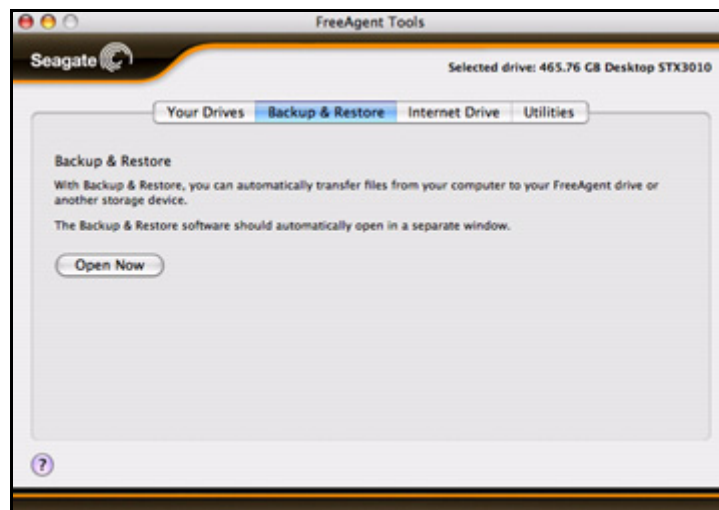 FreeAgent Tools
Seagate
Selected drive: 465.76 GB Desktop STX3010
Your Drives Backup & Restore Internet Drive Utilities
Backup & Restore
With Backup & Restore, you can automatically transfer files from your computer to your FreeAgent drive or
another storage device.
The Backup & Restore software should automatically open in a separate window.
Open Now
?